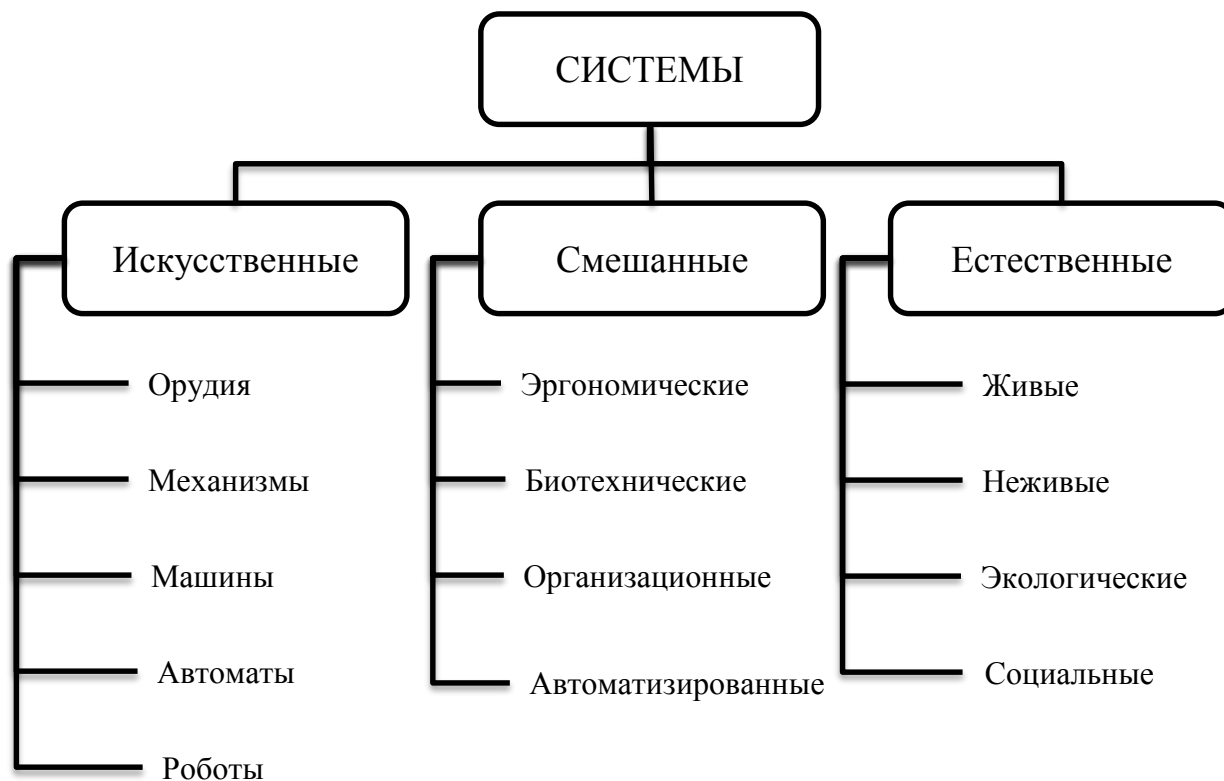 СИСТЕМЫ
Искусственные
Орудия
Механизмы
Машины
Автоматы
Роботы
Смешанные
Эргономические
Биотехнические
Организационные
Автоматизированные
Естественные
Живые
Неживые
Экологические
Социальные